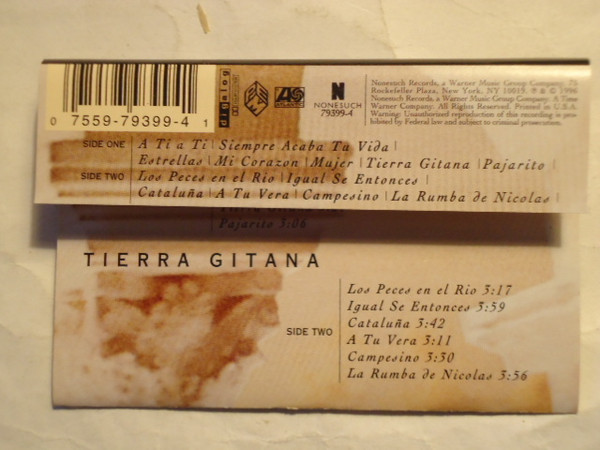 0 7559-79399-4 1
digalog
ATLANTIC
N
NONESUCH
79399-4
Nonesuch Records, a Warner Music Group Company, 75
Rockefeller Plaza, New York, NY 10019. ℗ & © 1996
Nonesuch Records, a Warner Music Group Company. A Time
Warner Company. All Rights Reserved. Printed in U.S.A.
Warning: Unauthorized reproduction of this recording is pro-
hibited by Federal law and subject to criminal prosecution.
SIDE ONE A Ti a Ti | Siempre Acaba Tu Vida |
Estrellas | Mi Corazon | Mujer | Tierra Gitana | Pajarito |
SIDE TWO Los Peces en el Rio | Igual Se Entonces |
Cataluña | A Tu Vera | Campesino | La Rumba de Nicolas |
Pajarito 3:06
TIERRA GITANA
SIDE TWO
Los Peces en el Rio 3:17
Igual Se Entonces 3:59
Cataluña 3:42
A Tu Vera 3:11
Campesino 3:30
La Rumba de Nicolas 3:56